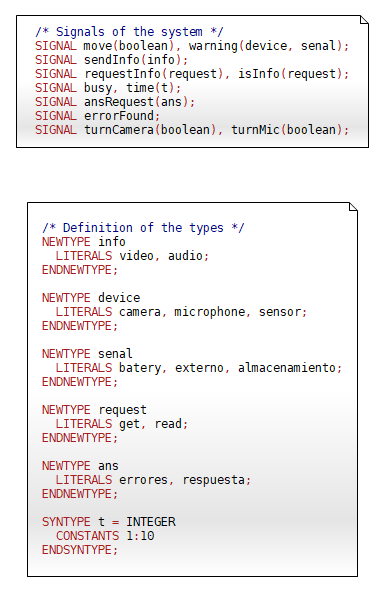 /* Signals of the system */
SIGNAL move(boolean), warning(device, senal);
SIGNAL sendInfo(info);
SIGNAL requestInfo(request), isInfo(request);
SIGNAL busy, time(t);
SIGNAL ansRequest(ans);
SIGNAL errorFound;
SIGNAL turnCamera(boolean), turnMic(boolean);
/* Definition of the types */
NEWTYPE info
LITERALS video, audio;
ENDNEWTYPE;
NEWTYPE device
LITERALS camera, microphone, sensor;
ENDNEWTYPE;
NEWTYPE senal
LITERALS batery, externo, almacenamiento;
ENDNEWTYPE;
NEWTYPE request
LITERALS get, read;
ENDNEWTYPE;
NEWTYPE ans
LITERALS errores, respuesta;
ENDNEWTYPE;
SYNTYPE t = INTEGER
CONSTANTS 1:10
ENDSYNTYPE;